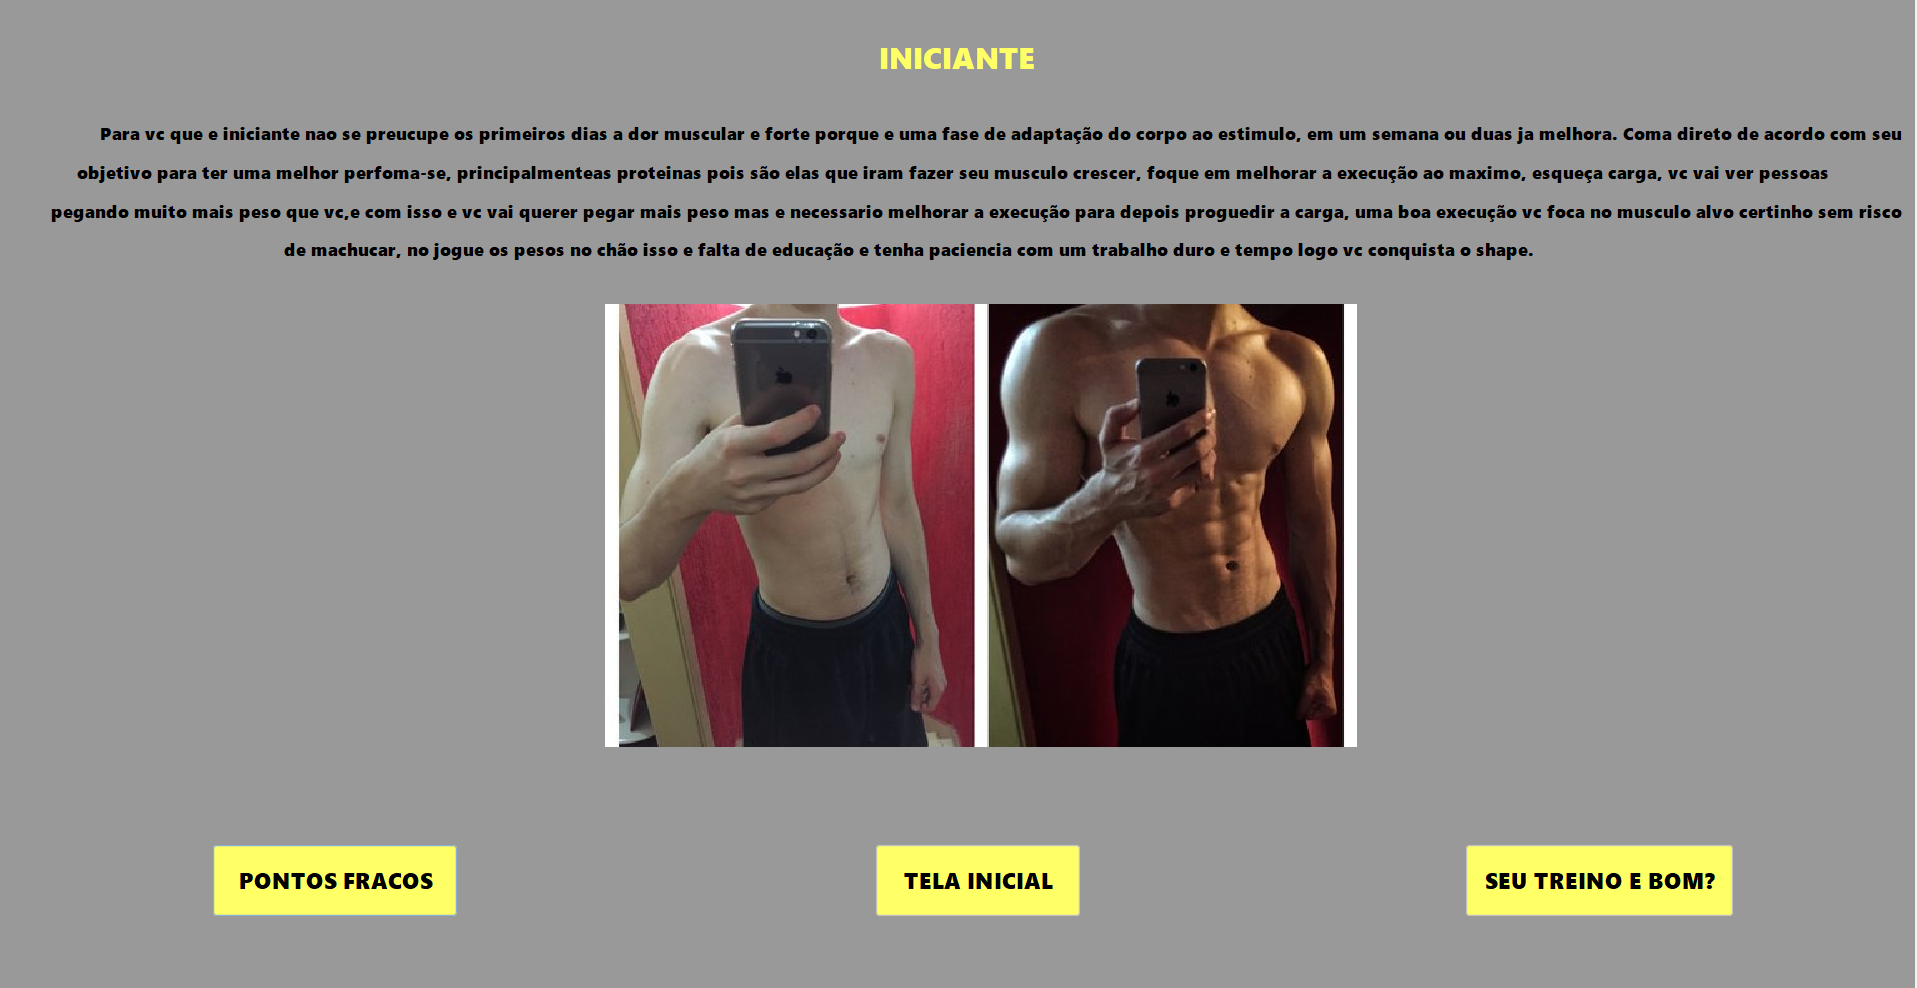 INICIANTE
Para vc que e iniciante nao se preucupe os primeiros dias a dor muscular e forte porque e uma fase de adaptação do corpo ao estimulo, em um semana ou duas ja melhora. Coma direto de acordo com seu
objetivo para ter uma melhor perfoma-se, principalmenteas proteinas pois são elas que iram fazer seu musculo crescer, foque em melhorar a execução ao maximo, esqueça carga, vc vai ver pessoas
pegando muito mais peso que vc,e com isso e vc vai querer pegar mais peso mas e necessario melhorar a execução para depois proguedir a carga, uma boa execução vc foca no musculo alvo certinho sem risco
de machucar, no jogue os pesos no chão isso e falta de educação e tenha paciencia com um trabalho duro e tempo logo vc conquista o shape.
PONTOS FRACOS
TELA INICIAL
SEU TREINO E BOM?